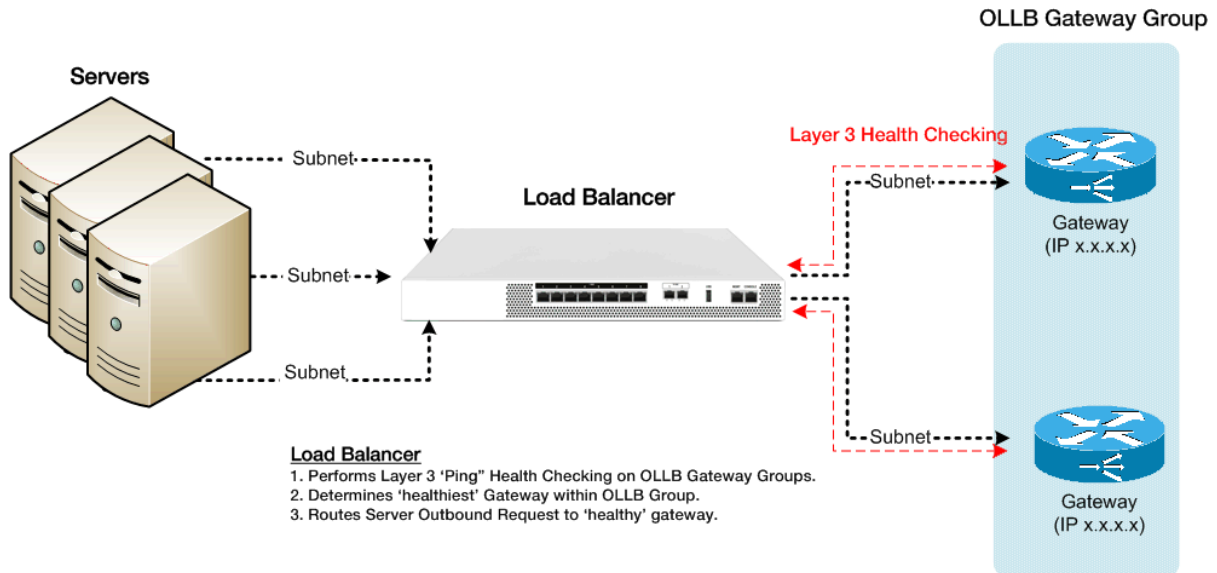 OLLB Gateway Group
Servers
Layer 3 Health Checking
Subnet
Subnet
Load Balancer
Gateway
(IP x.x.x.x)
Subnet
Subnet
Subnet
Load Balancer
1. Performs Layer 3 ‘Ping” Health Checking on OLLB Gateway Groups.
2. Determines ‘healthiest’ Gateway within OLLB Group.
3. Routes Server Outbound Request to ‘healthy’ gateway.
Gateway
(IP x.x.x.x)